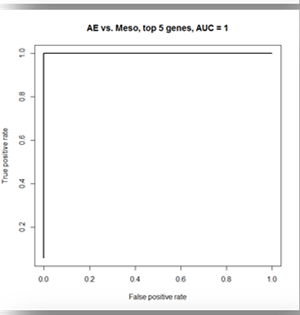 AE vs. Meso, top 5 genes, AUC = 1
True positive rate
1.0
0.8
0.6
0.4
0.2
0.0 0.2 0.4 0.6 0.8 1.0
False positive rate